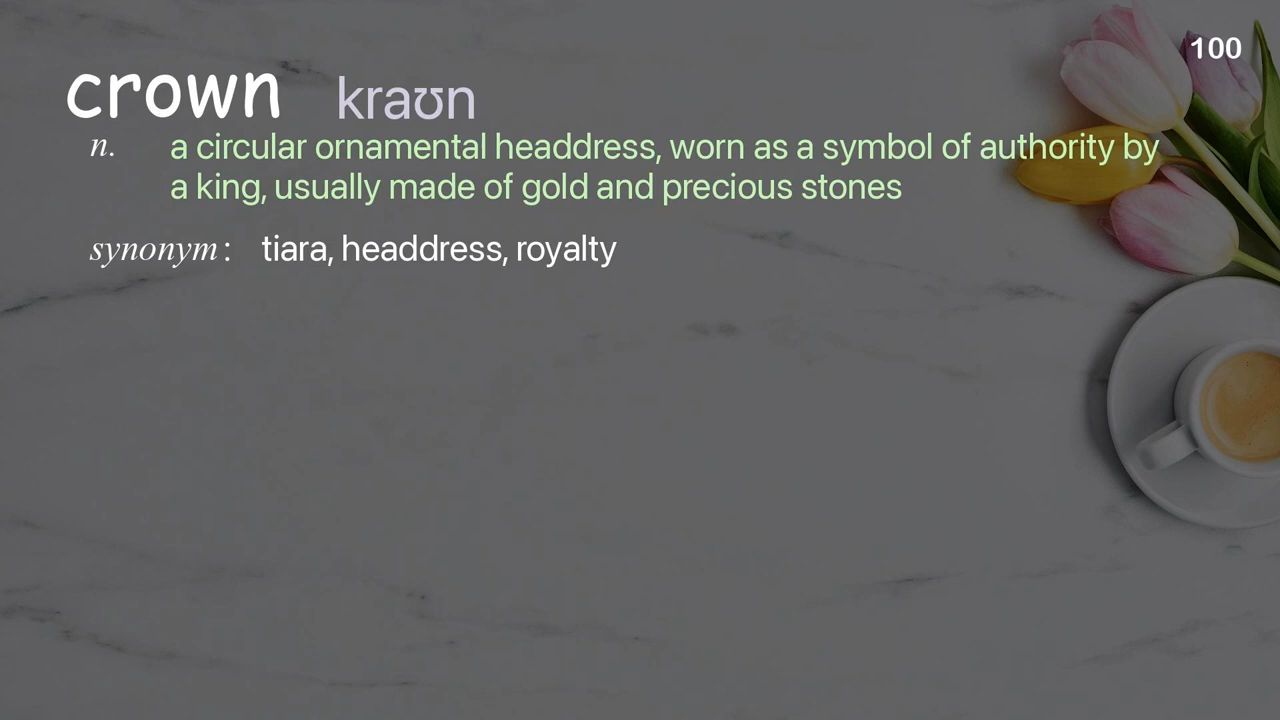 100
crown kraʊn
n. a circular ornamental headdress, worn as a symbol of authority by
a king, usually made of gold and precious stones
synonym: tiara, headdress, royalty